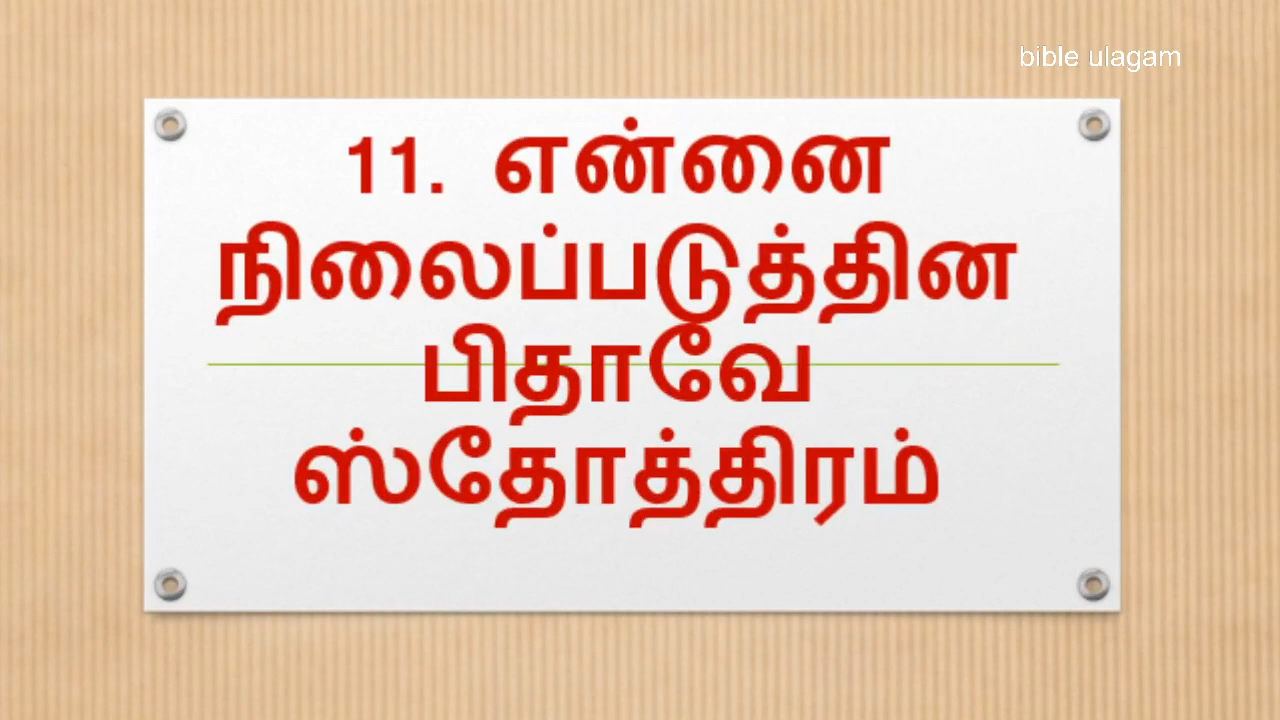 bible ulagam
11. என்னை
நிலைப்படுத்தின
பிதாவே
ஸ்தோத்திரம்